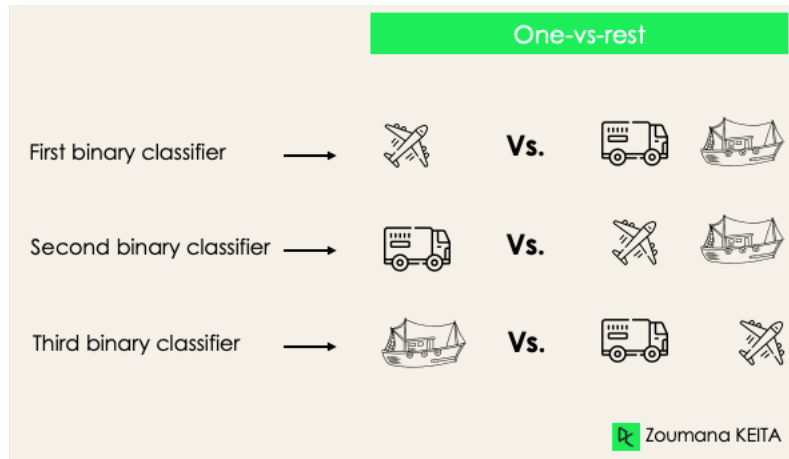 One-vs-rest
First binary classifier
Vs.
Second binary classifier
Vs.
Third binary classifier
Vs.
Zoumana KEITA